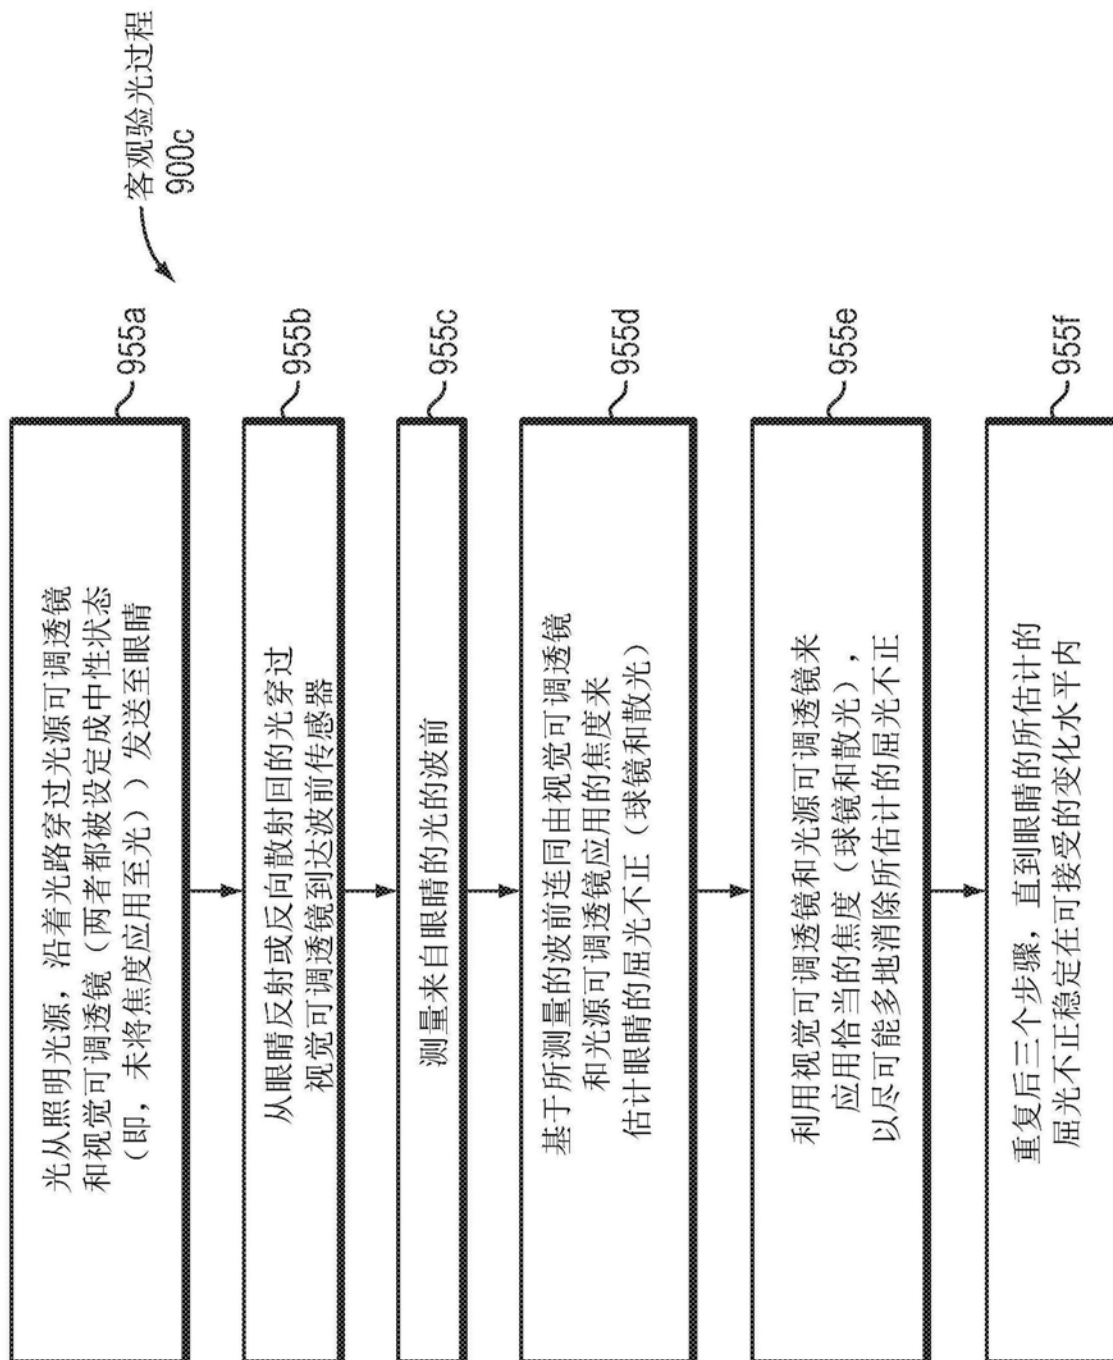 客观验光过程
900c
光从照明光源，沿着光路穿过光源可调透镜
和视觉可调透镜（两者都被设定成中性状态
（即，未将焦度应用至光））发送至眼睛
955a
从眼睛反射或反向散射回的光穿过
视觉可调透镜到达波前传感器
955b
测量来自眼睛的光的波前
955c
基于所测量的波前连同由视觉可调透镜
和光源可调透镜应用的焦度来
估计眼睛的屈光不正（球镜和散光）
955d
利用视觉可调透镜和光源可调透镜来
应用恰当的焦度（球镜和散光），
以尽可能多地消除所估计的屈光不正
955e
重复后三个步骤，直到眼睛的所估计的
屈光不正稳定在可接受的变化水平内
955f